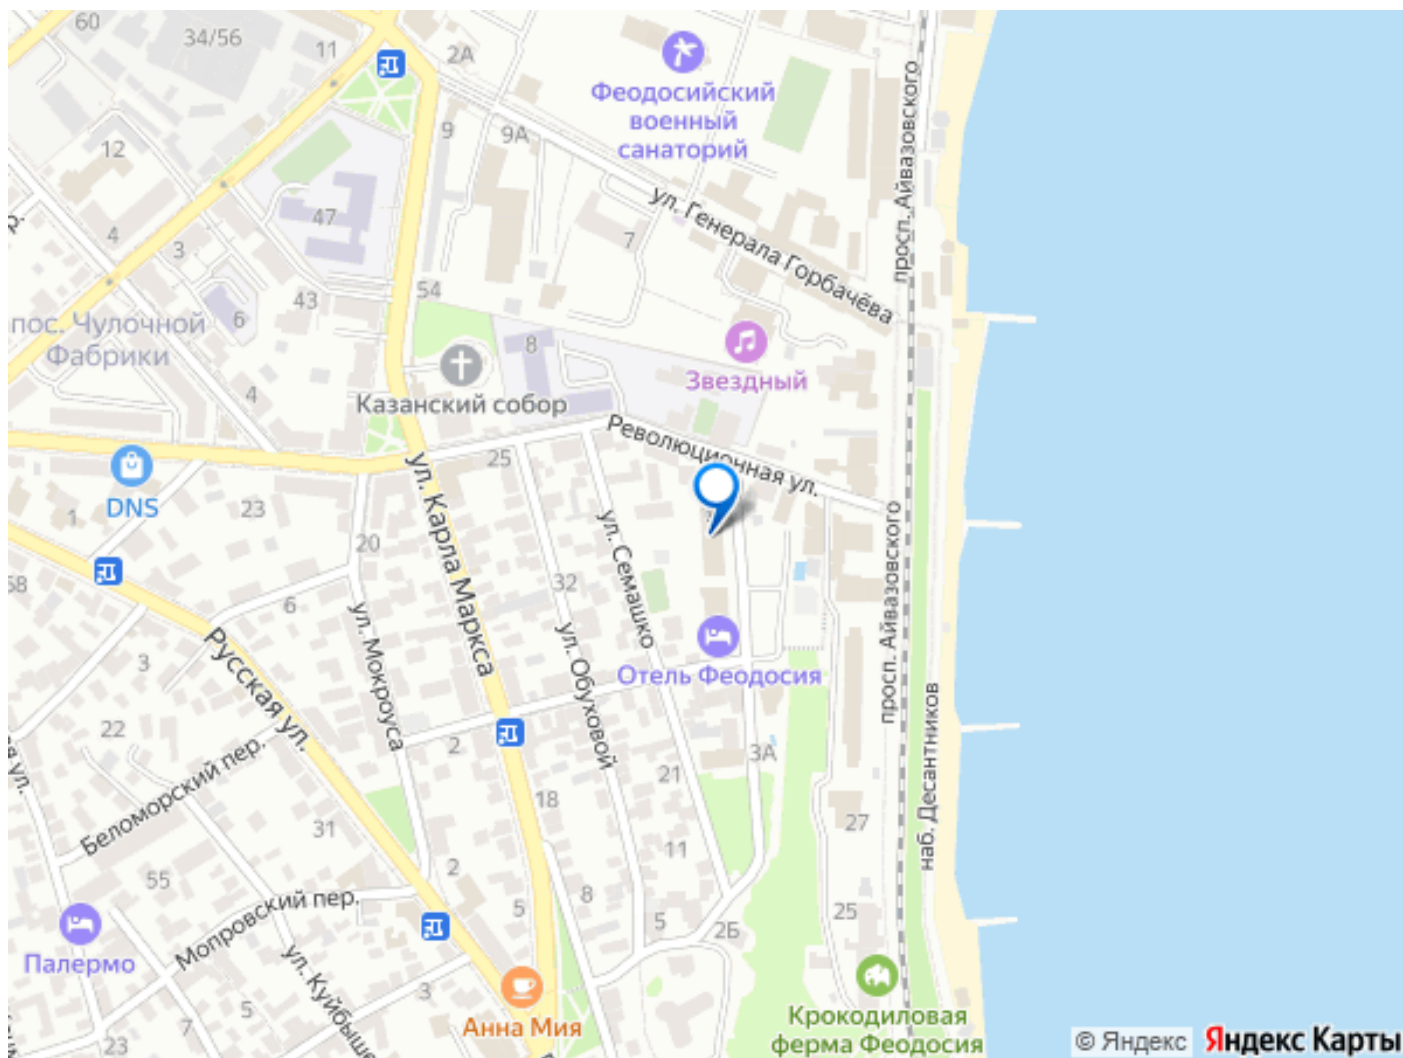 60
34/56
11
2А
Феодосийский
военный
санаторий
просп. Айвазовского
9
9А
12
ул. Генерала Горбачёва
47
7
4
3
54
43
6
пос. Чулочной
Фабрики
8
Звездный
4
Казанский собор
Революционная ул.
25
DNS
23
1
ул. Карла Маркса
20
ул. Семашко
просп. Айвазовского
58
6
32
ул. Мокроуса
ул. Обуховой
Отель Феодосия
Русская ул.
3
22
2
Беломорский пер.
21
3А
наб. Десантников
18
31
27
11
2
55
8
5
Мопровский пер.
5
25
2Б
Палермо
ул. Куйбыше
3
Анна Мия
5
7
23
Крокодиловая
ферма Феодосия
© Яндекс Яндекс Карты